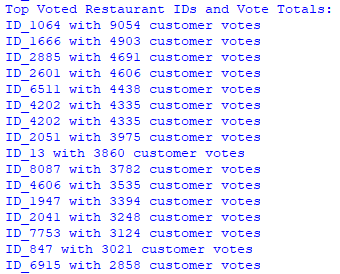 Top Voted Restaurant IDs and Vote Totals:
ID_1064 with 9054 customer votes
ID_1666 with 4903 customer votes
ID_2885 with 4691 customer votes
ID_2601 with 4606 customer votes
ID_6511 with 4438 customer votes
ID_4202 with 4335 customer votes
ID_4202 with 4335 customer votes
ID_2051 with 3975 customer votes
ID_13 with 3860 customer votes
ID_8087 with 3782 customer votes
ID_4606 with 3535 customer votes
ID_1947 with 3394 customer votes
ID_2041 with 3248 customer votes
ID_7753 with 3124 customer votes
ID_847 with 3021 customer votes
ID_6915 with 2858 customer votes